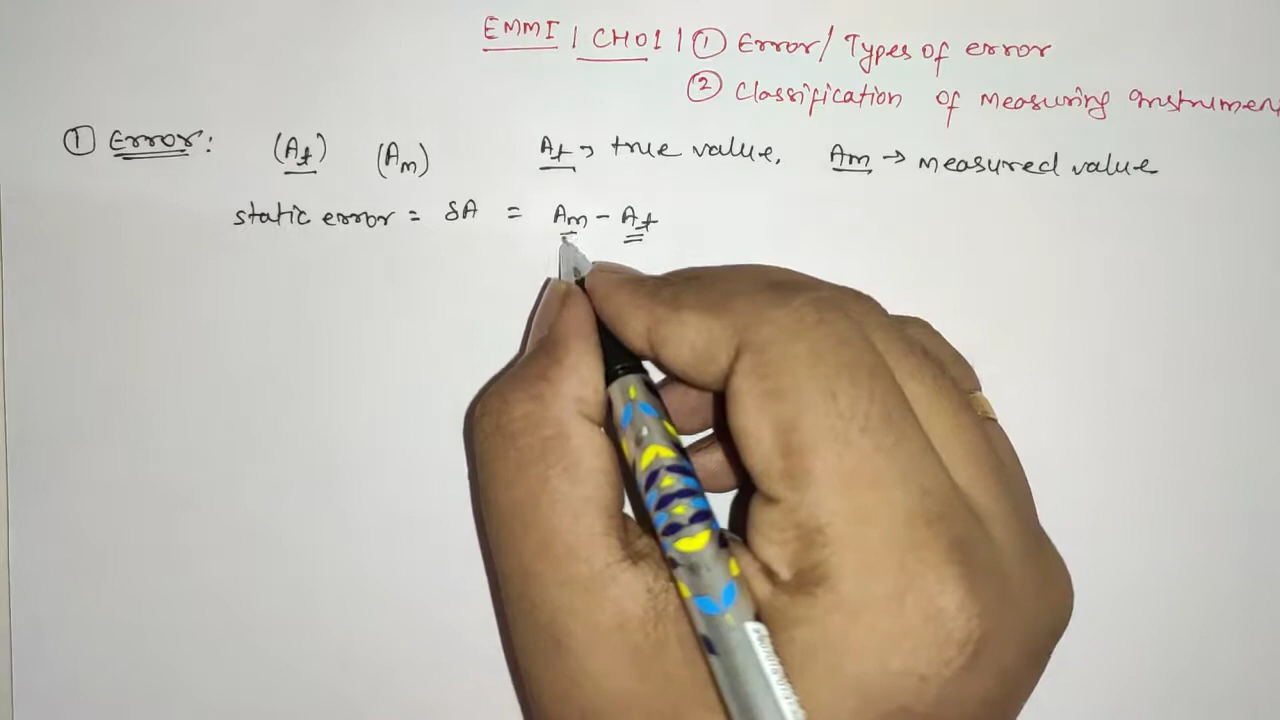 EMMI | CH01 | ① Error/ Types of error
② Classification of Measuring Instrumen
① Error: (At) (Am) At → true value. Am → measured value
static error = δA = Am - At